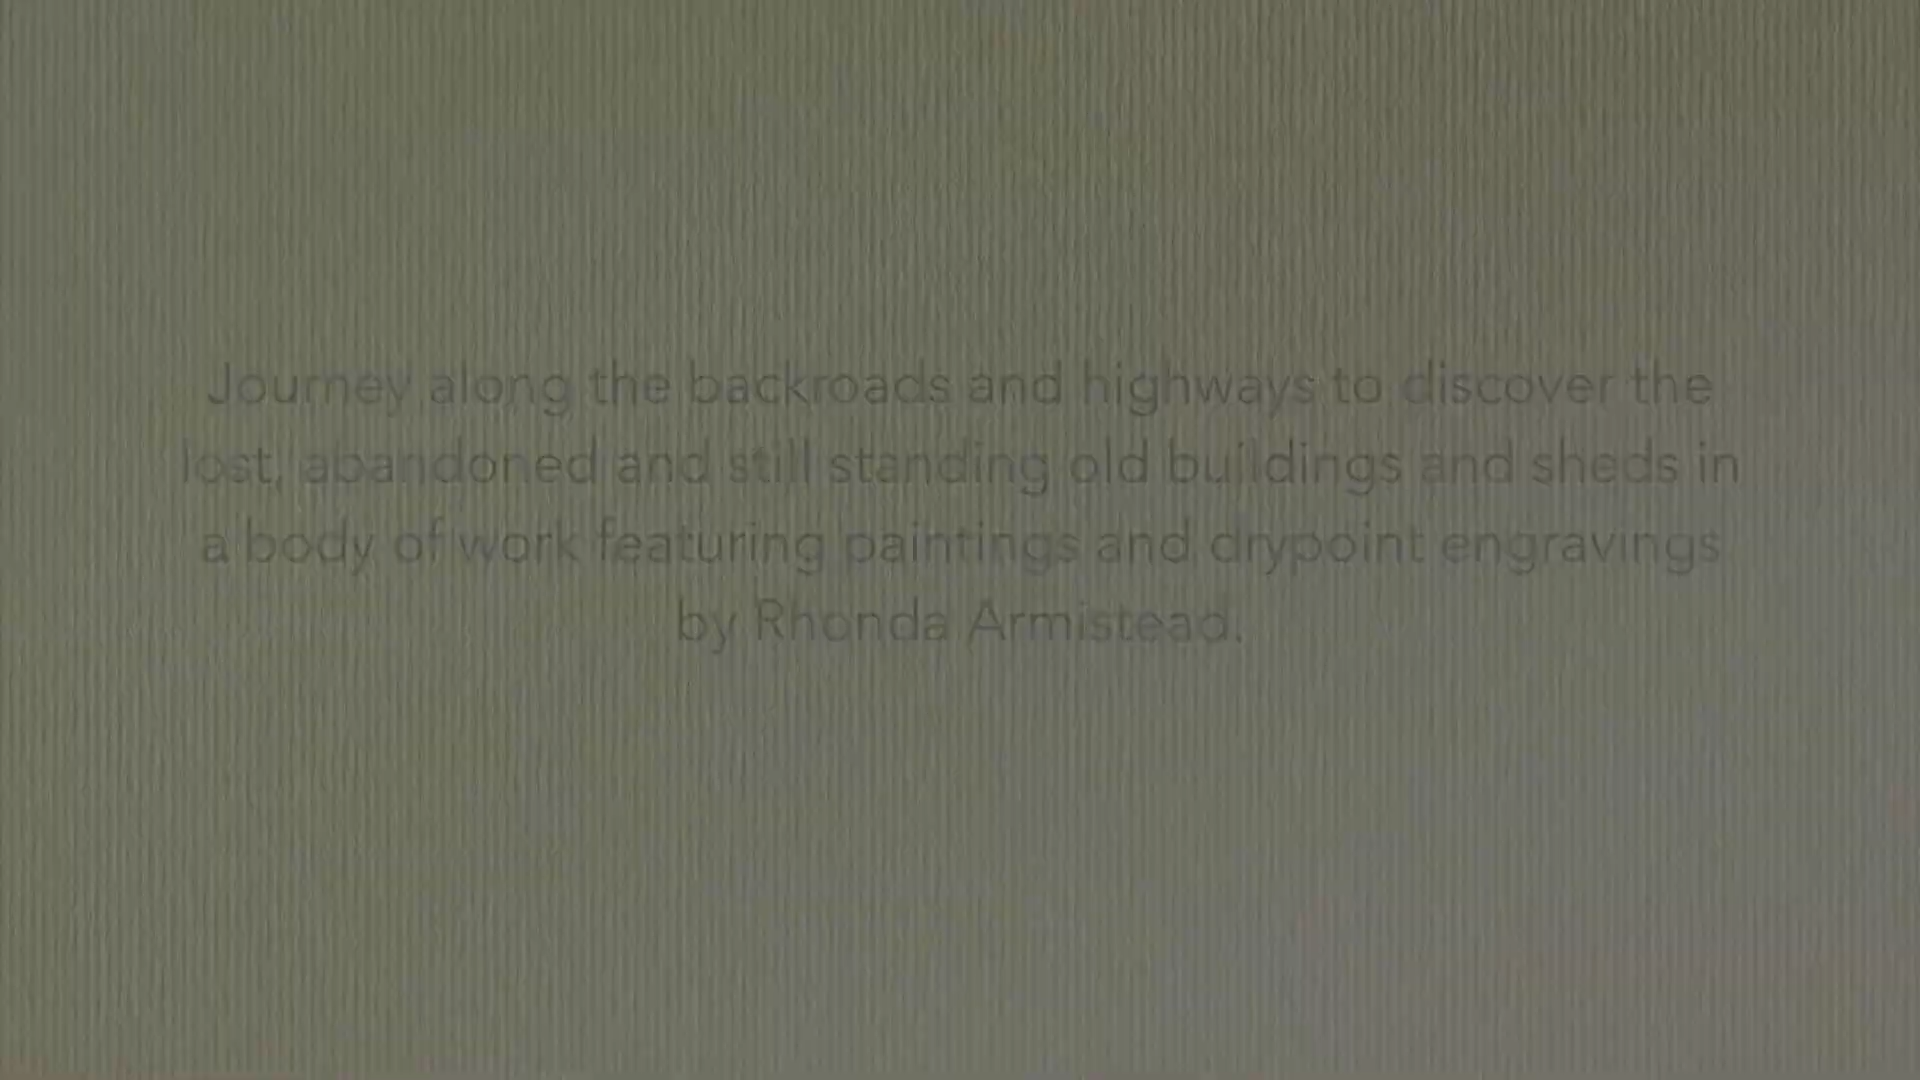 Journey along the backroads and highways to discover the
lost, abandoned and still standing old buildings and sheds in
a body of work featuring paintings and drypoint engravings
by Rhonda Armistead.